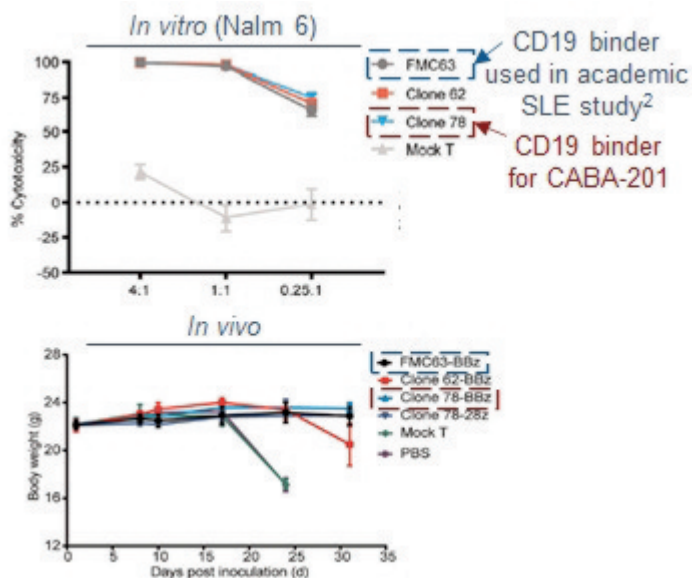 In vitro (Nalm 6)
% Cytotoxicity
100
75
50
25
0
-25
-50
4:1
1:1
0.25:1
FMC63
Clone 62
Clone 78
Mock T
CD19 binder
used in academic
SLE study2
CD19 binder
for CABA-201
In vivo
Body weight (g)
28
24
20
16
12
0
5
10
15
20
25
30
35
Days post inoculation (d)
FMC63-BBz
Clone 62-BBz
Clone 78-BBz
Clone 78-28z
Mock T
PBS